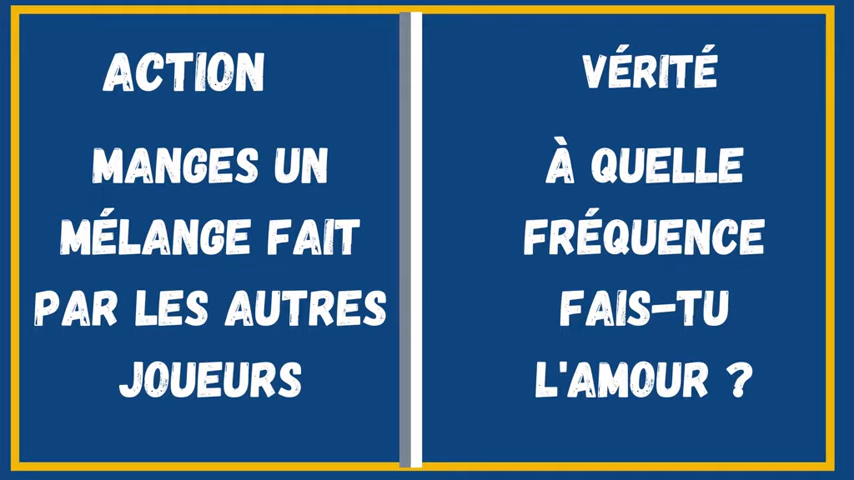 ACTION
MANGES UN
MÉLANGE FAIT
PAR LES AUTRES
JOUEURS
VÉRITÉ
À QUELLE
FRÉQUENCE
FAIS-TU
L'AMOUR ?